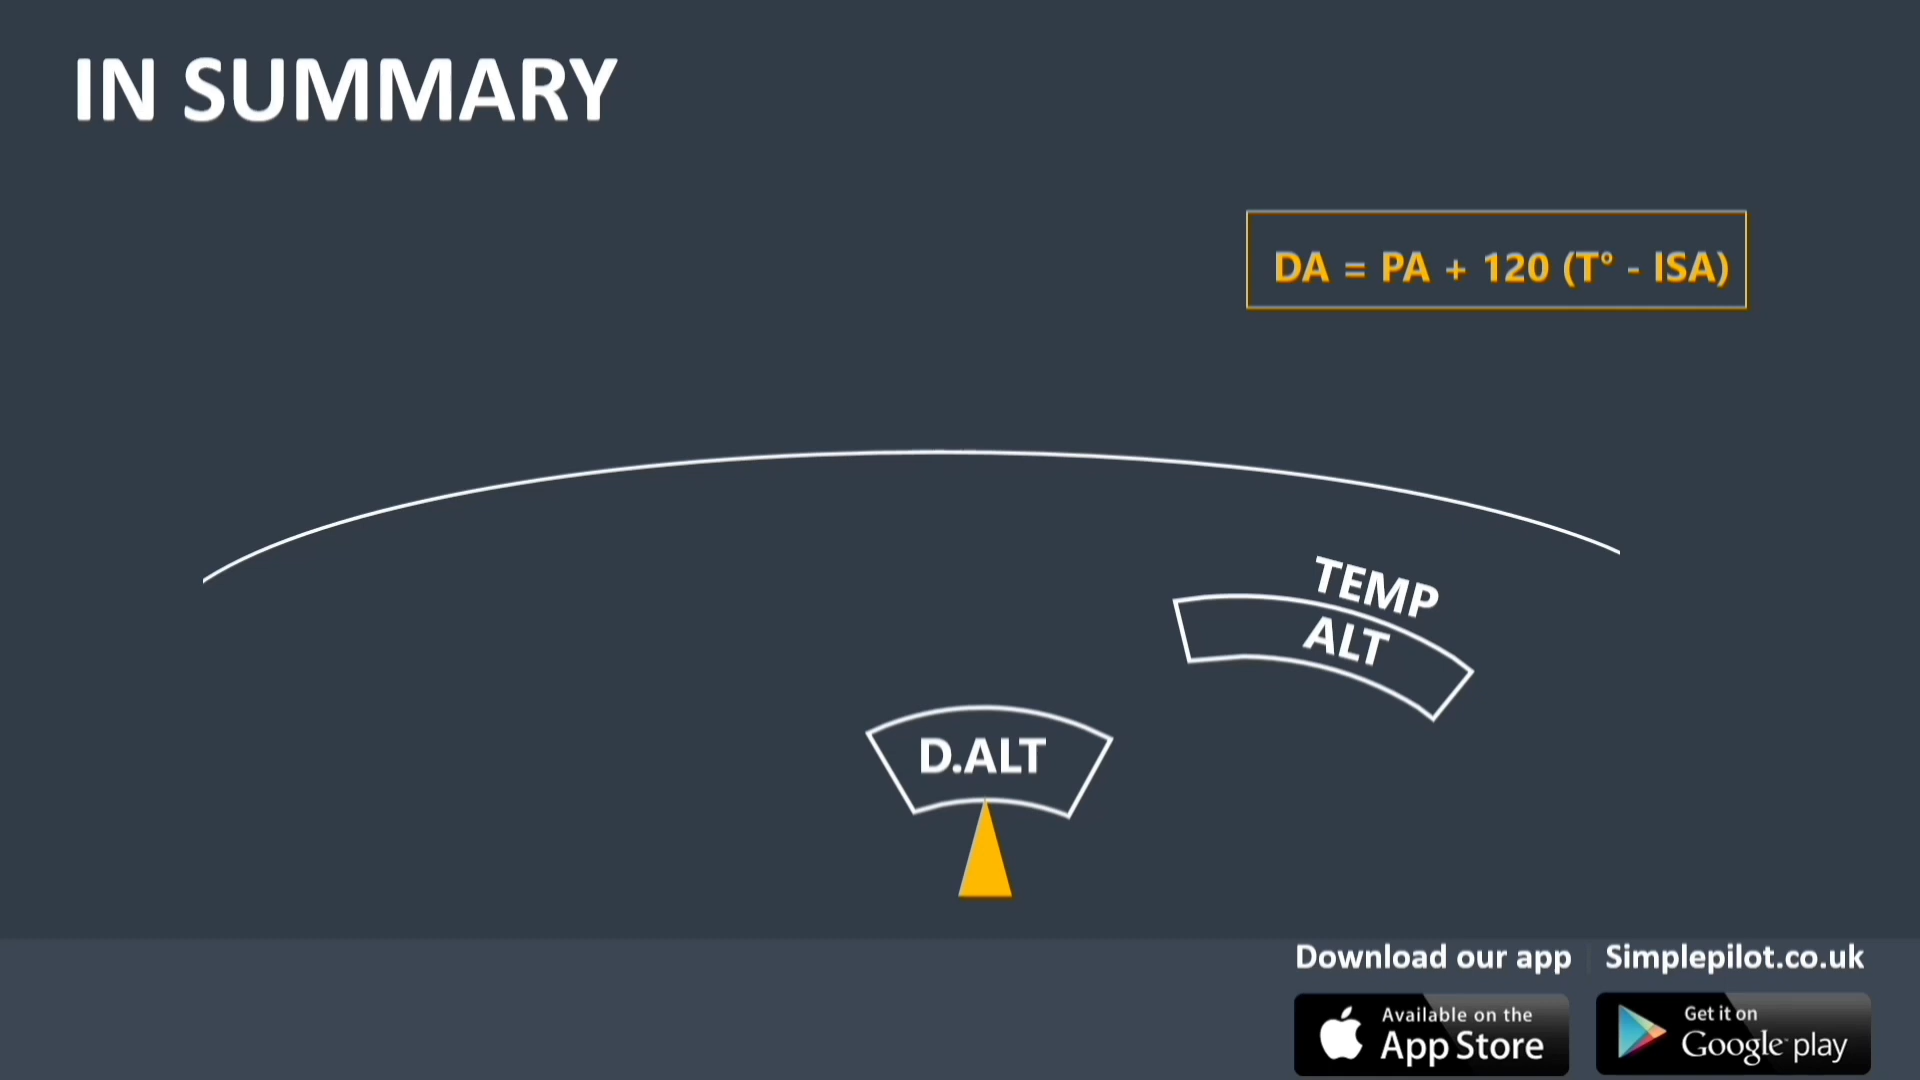 IN SUMMARY
DA = PA + 120 (T° - ISA)
TEMP
ALT
D.ALT
Download our app
Simplepilot.co.uk
Available on the
App Store
Get it on
Google play